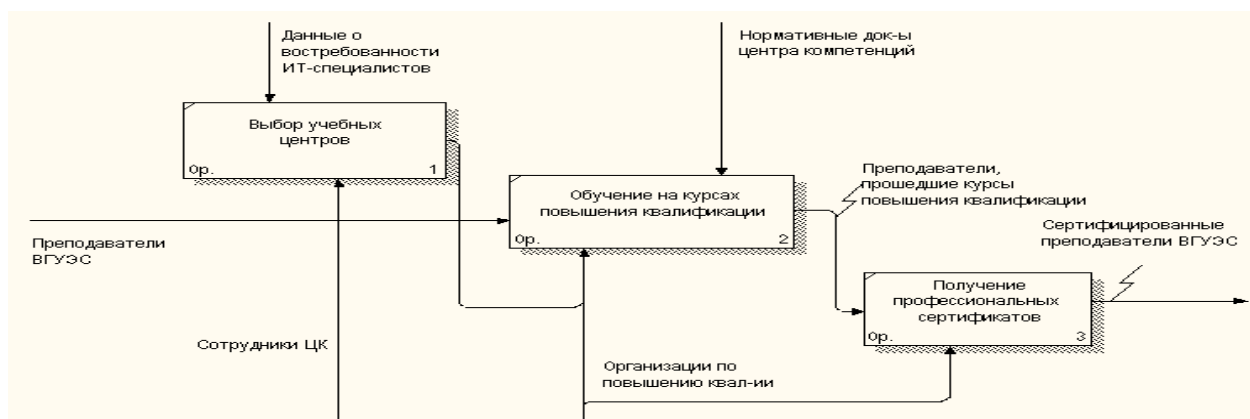 Данные о
востребованности
ИТ-специалистов
Нормативные док-ы
центра компетенций
Выбор учебных
центров
0р. 1
Преподаватели,
прошедшие курсы
повышения квалификации
Обучение на курсах
повышения квалификации
0р. 2
Преподаватели
ВГУЭС
Сертифицированные
преподаватели ВГУЭС
Получение
профессиональных
сертификатов
0р. 3
Сотрудники ЦК
Организации по
повышению квал-ии